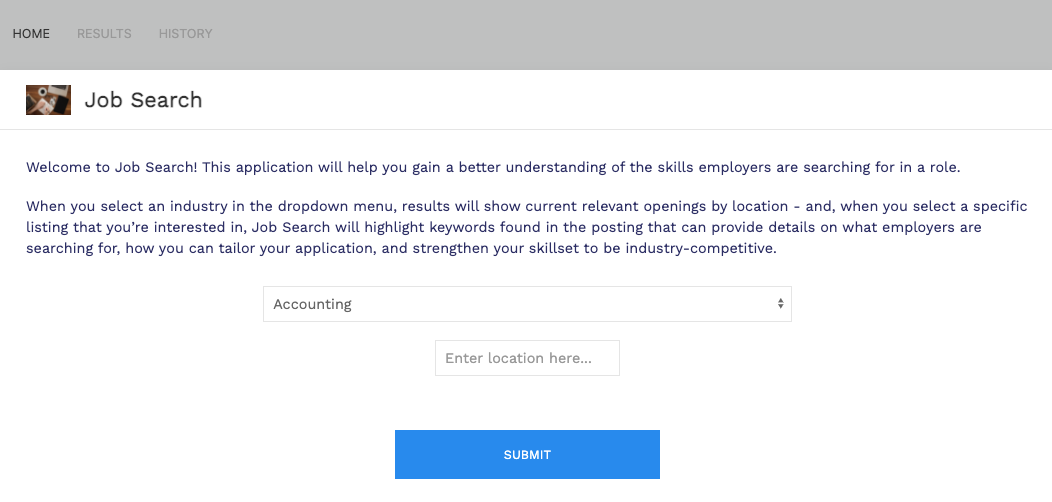 HOME RESULTS HISTORY
Job Search
Welcome to Job Search! This application will help you gain a better understanding of the skills employers are searching for in a role.
When you select an industry in the dropdown menu, results will show current relevant openings by location - and, when you select a specific
listing that you’re interested in, Job Search will highlight keywords found in the posting that can provide details on what employers are
searching for, how you can tailor your application, and strengthen your skillset to be industry-competitive.
Accounting
Enter location here...
SUBMIT